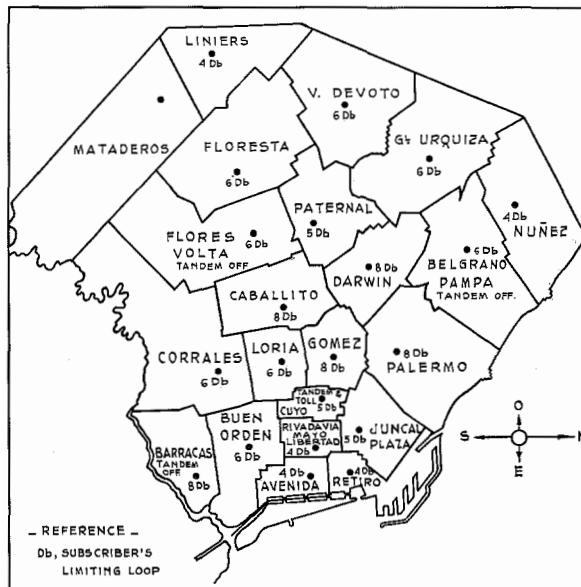 LINIERS
4 Db
V. DEVOTO
6 Db
MATADEROS
FLORESTA
6 Db
GL URQUIZA
6 Db
PATERNAL
5 Db
4 Db
NUÑEZ
FLORES
VOLTA
TANDEM OFF
6 Db
8 Db
DARWIN
6 Db
BELGRANO
PAMPA
TANDEM OFF.
CABALLITO
8 Db
CORRALES
6 Db
LORIA
6 Db
GOMEZ
8 Db
8 Db
PALERMO
TANDEM &
TOLL
CUYO
5 Db
BUEN
ORDEN
6 Db
RIVADAVIA
MAYO
LIBERTAD
4 Db
5 Db
JUNCAL
PLAZA
BARRACAS
TANDEM
OFF
8 Db
4 Db
AVENIDA
4 Db
RETIRO
O
S
N
E
- REFERENCE -
Db, SUBSCRIBER'S
LIMITING LOOP